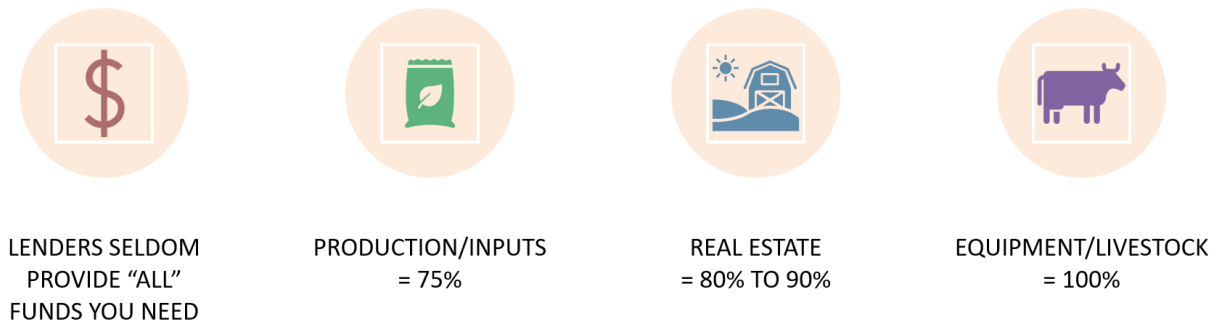 LENDERS SELDOM
PROVIDE “ALL”
FUNDS YOU NEED
PRODUCTION/INPUTS
= 75%
REAL ESTATE
= 80% TO 90%
EQUIPMENT/LIVESTOCK
= 100%